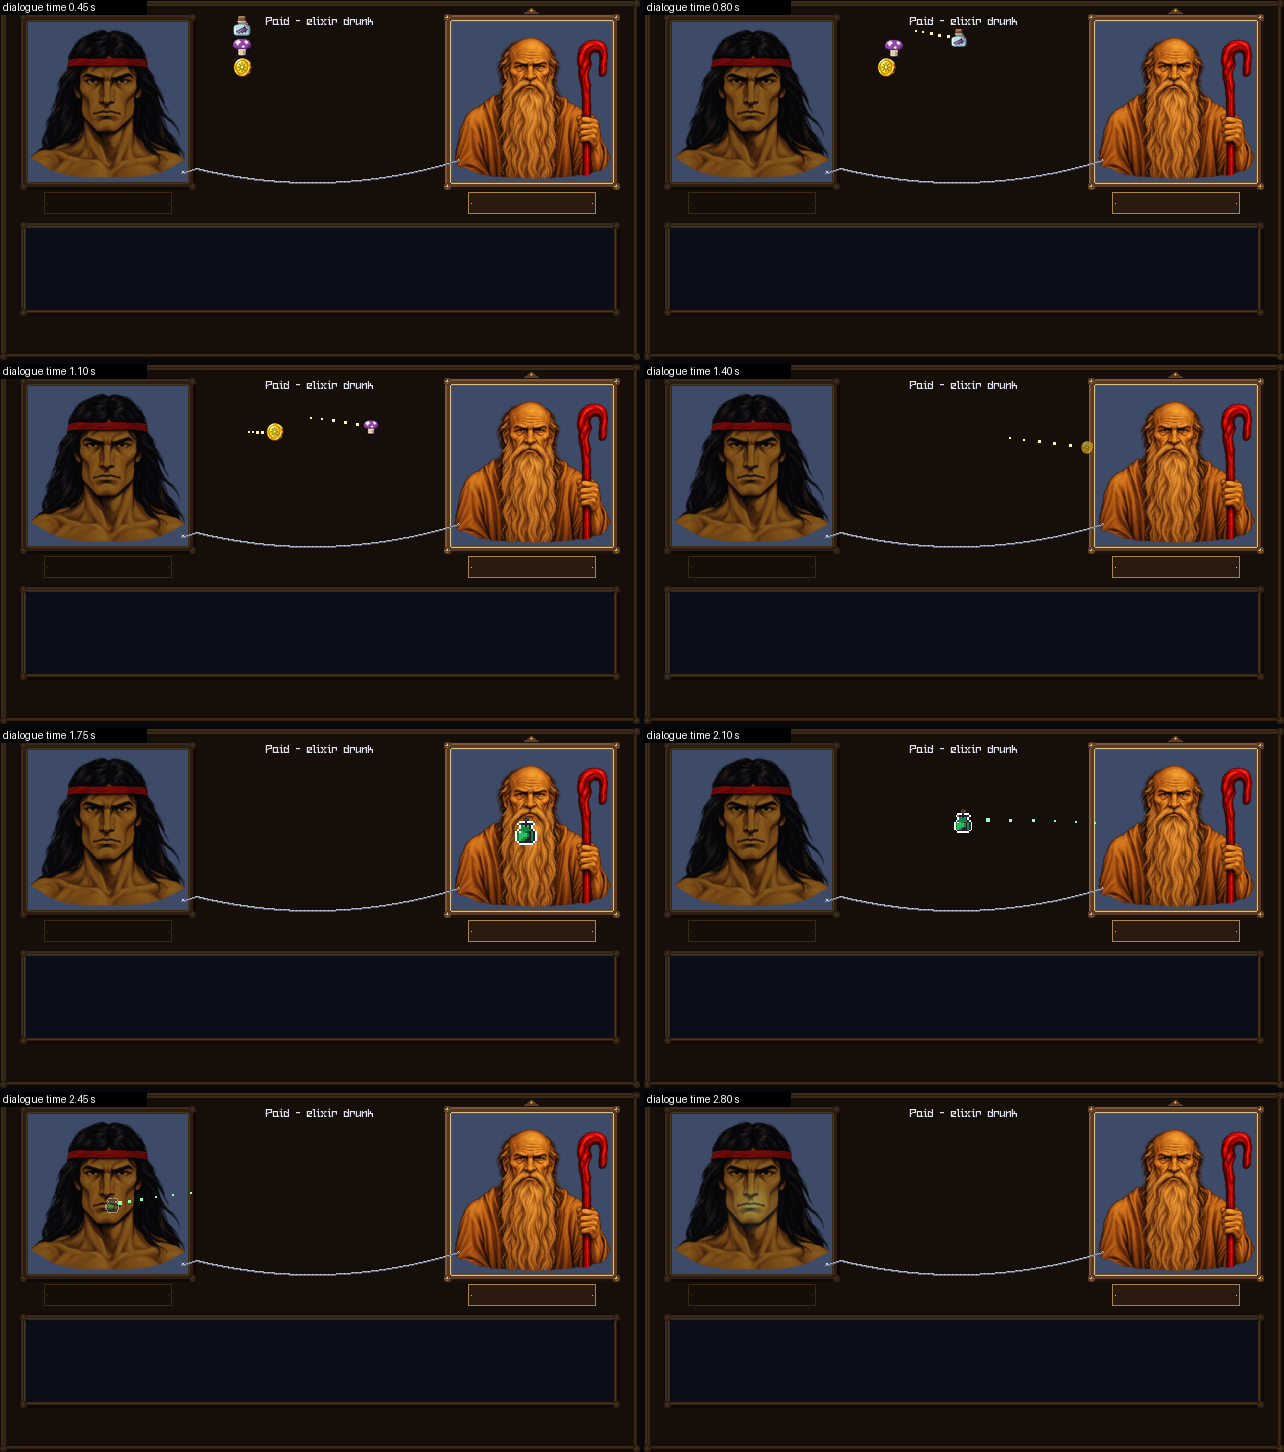 dialogue time 0.45 s
Paid - elixir drunk
dialogue time 0.80 s
Paid - elixir drunk
dialogue time 1.10 s
Paid - elixir drunk
dialogue time 1.40 s
Paid - elixir drunk
dialogue time 1.75 s
Paid - elixir drunk
dialogue time 2.10 s
Paid - elixir drunk
dialogue time 2.45 s
Paid - elixir drunk
dialogue time 2.80 s
Paid - elixir drunk